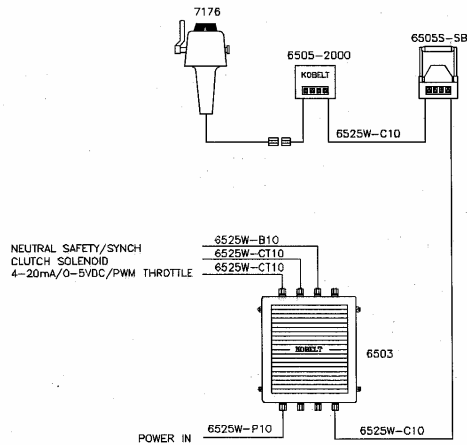 7176
6505-2000
6505S-SB
KOBELT
6525W-C10
NEUTRAL SAFETY/SYNCH
6525W-B10
CLUTCH SOLENOID
6525W-CT10
4-20mA/0-5VDC/PWM THROTTLE
6525W-CT10
KOBELT
6503
POWER IN
6525W-P10
6525W-C10